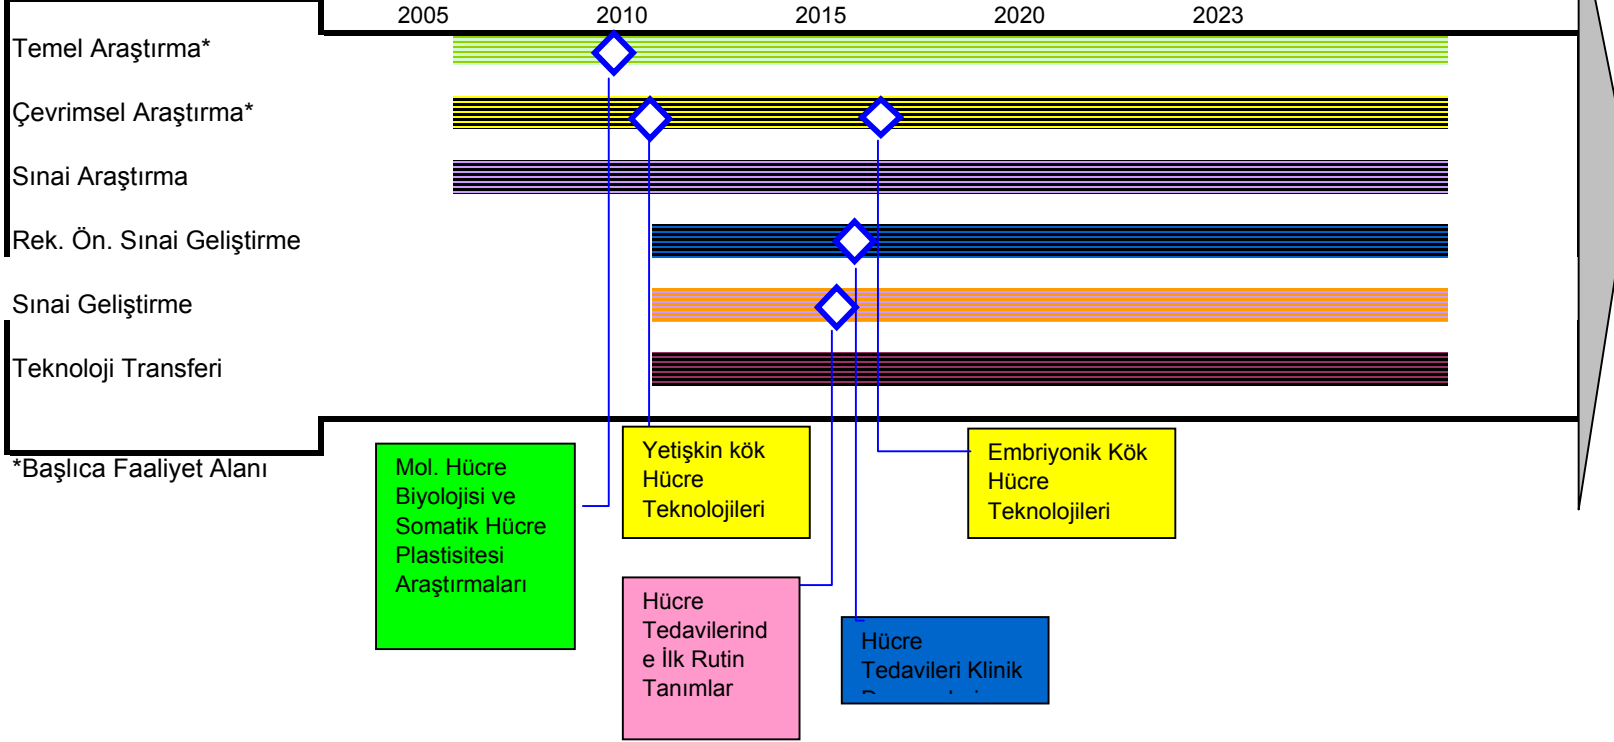 2005 2010 2015 2020 2023
Temel Araştırma*
Çevrimsel Araştırma*
Sınai Araştırma
Rek. Ön. Sınai Geliştirme
Sınai Geliştirme
Teknoloji Transferi
*Başlıca Faaliyet Alanı
Mol. Hücre
Biyolojisi ve
Somatik Hücre
Plastisitesi
Araştırmaları
Yetişkin kök
Hücre
Teknolojileri
Embriyonik Kök
Hücre
Teknolojileri
Hücre
Tedavilerind
e İlk Rutin
Tanımlar
Hücre
Tedavileri Klinik